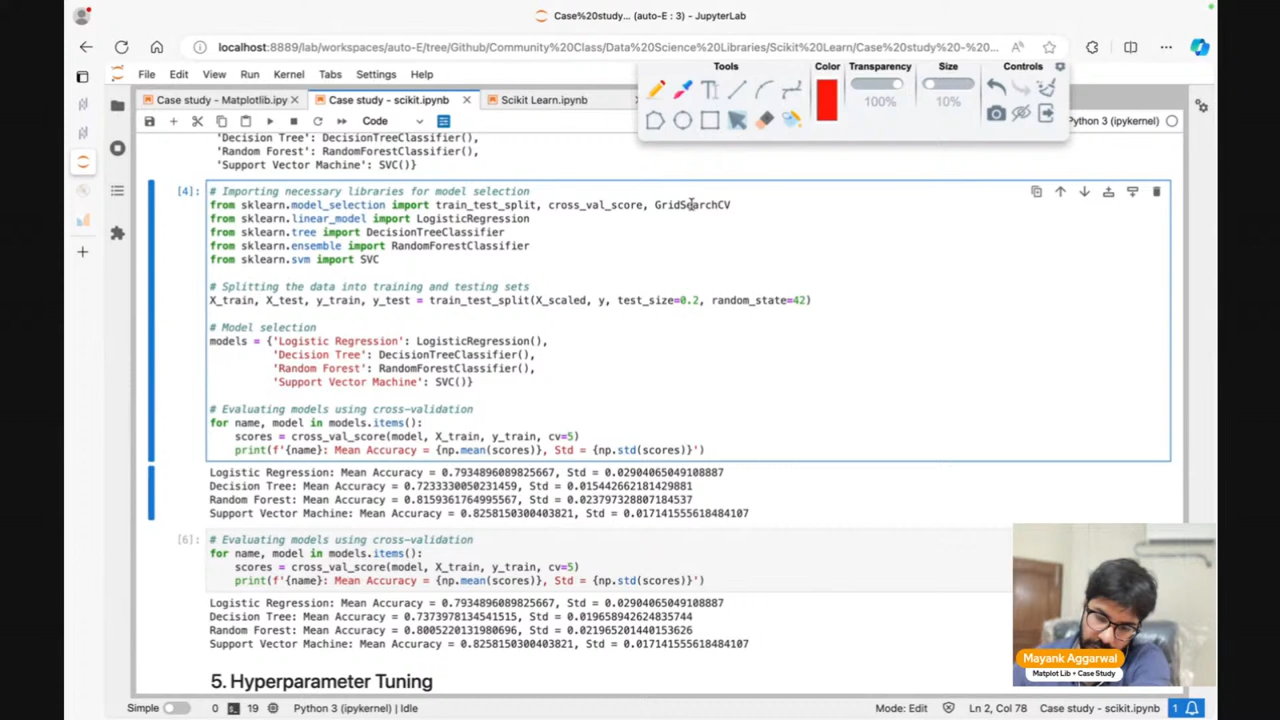 Case%20study... (auto-E : 3) - JupyterLab
localhost:8889/lab/workspaces/auto-E/tree/Github/Community%20Class/Data%20Science%20Libraries/Scikit%20Learn/Case%20study%20-%20-%...
File Edit View Run Kernel Tabs Settings Help
Tools Color Transparency Size Controls
100% 10%
Case study - Matplotlib.ipy Case study - scikit.ipynb Scikit Learn.ipynb
Code Python 3 (ipykernel)
'Decision Tree': DecisionTreeClassifier(),
'Random Forest': RandomForestClassifier(),
'Support Vector Machine': SVC()}
[4]: # Importing necessary libraries for model selection
from sklearn.model_selection import train_test_split, cross_val_score, GridSearchCV
from sklearn.linear_model import LogisticRegression
from sklearn.tree import DecisionTreeClassifier
from sklearn.ensemble import RandomForestClassifier
from sklearn.svm import SVC
# Splitting the data into training and testing sets
X_train, X_test, y_train, y_test = train_test_split(X_scaled, y, test_size=0.2, random_state=42)
# Model selection
models = {'Logistic Regression': LogisticRegression(),
'Decision Tree': DecisionTreeClassifier(),
'Random Forest': RandomForestClassifier(),
'Support Vector Machine': SVC()}
# Evaluating models using cross-validation
for name, model in models.items():
scores = cross_val_score(model, X_train, y_train, cv=5)
print(f'{name}: Mean Accuracy = {np.mean(scores)}, Std = {np.std(scores)}')
Logistic Regression: Mean Accuracy = 0.7934896089825667, Std = 0.02904065049108887
Decision Tree: Mean Accuracy = 0.7233330050231459, Std = 0.015442662181429881
Random Forest: Mean Accuracy = 0.8159361764995567, Std = 0.023797328807184537
Support Vector Machine: Mean Accuracy = 0.8258150300403821, Std = 0.017141555618484107
[6]: # Evaluating models using cross-validation
for name, model in models.items():
scores = cross_val_score(model, X_train, y_train, cv=5)
print(f'{name}: Mean Accuracy = {np.mean(scores)}, Std = {np.std(scores)}')
Logistic Regression: Mean Accuracy = 0.7934896089825667, Std = 0.02904065049108887
Decision Tree: Mean Accuracy = 0.7373978134541515, Std = 0.019658942624835744
Random Forest: Mean Accuracy = 0.8005220131980696, Std = 0.021965201440153626
Support Vector Machine: Mean Accuracy = 0.8258150300403821, Std = 0.017141555618484107
5. Hyperparameter Tuning
Mayank Aggarwal
Matplot Lib + Case Study
Simple 0 19 Python 3 (ipykernel) | Idle Mode: Edit Ln 2, Col 78 Case study - scikit.ipynb 1